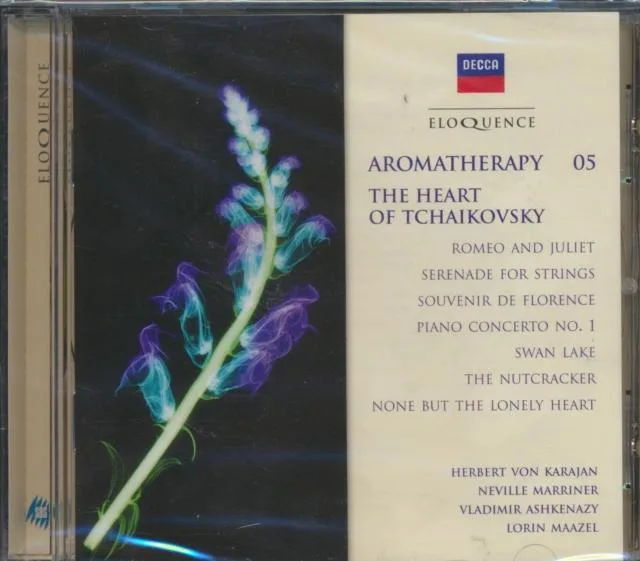 ELOQUENCE
DECCA
ELOQUENCE
AROMATHERAPY 05
THE HEART
OF TCHAIKOVSKY
ROMEO AND JULIET
SERENADE FOR STRINGS
SOUVENIR DE FLORENCE
PIANO CONCERTO NO. 1
SWAN LAKE
THE NUTCRACKER
NONE BUT THE LONELY HEART
HERBERT VON KARAJAN
NEVILLE MARRINER
VLADIMIR ASHKENAZY
LORIN MAAZEL